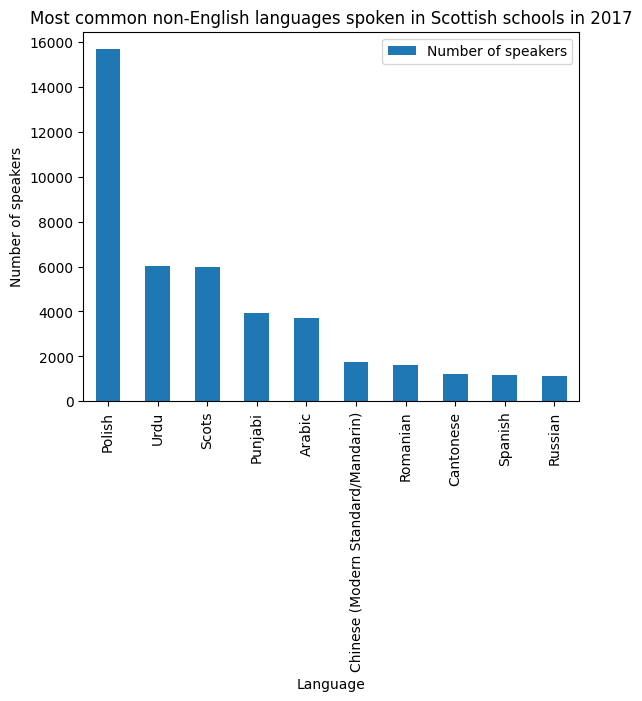 Most common non-English languages spoken in Scottish schools in 2017
Number of speakers
Number of speakers
16000
14000
12000
10000
8000
6000
4000
2000
0
Polish
Urdu
Scots
Punjabi
Arabic
Chinese (Modern Standard/Mandarin)
Romanian
Cantonese
Spanish
Russian
Language